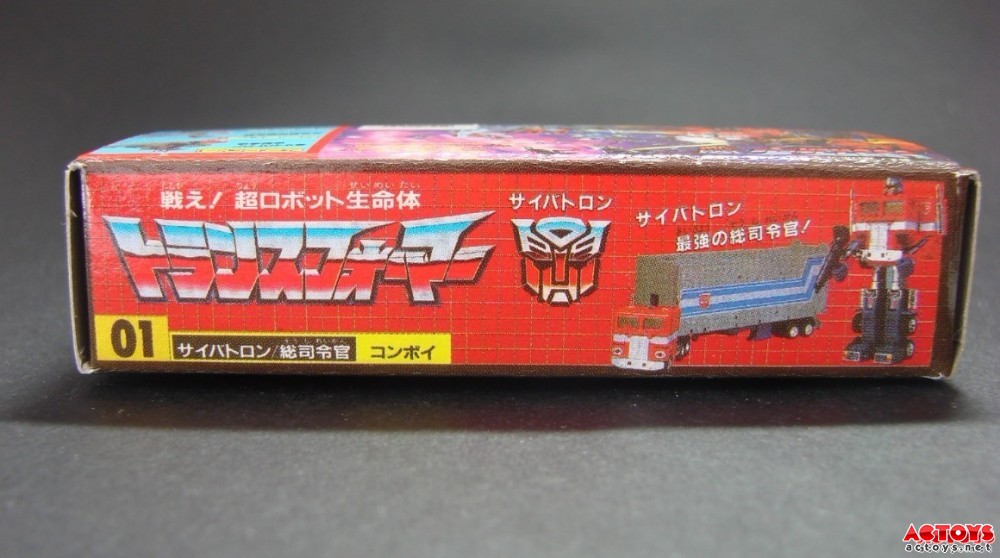 戦え!超ロボット生命体
トランスフォーマー
01
サイバトロン/総司令官 コンボイ
サイバトロン
サイバトロン
最強の総司令官!
ACTOYS
actoys.net